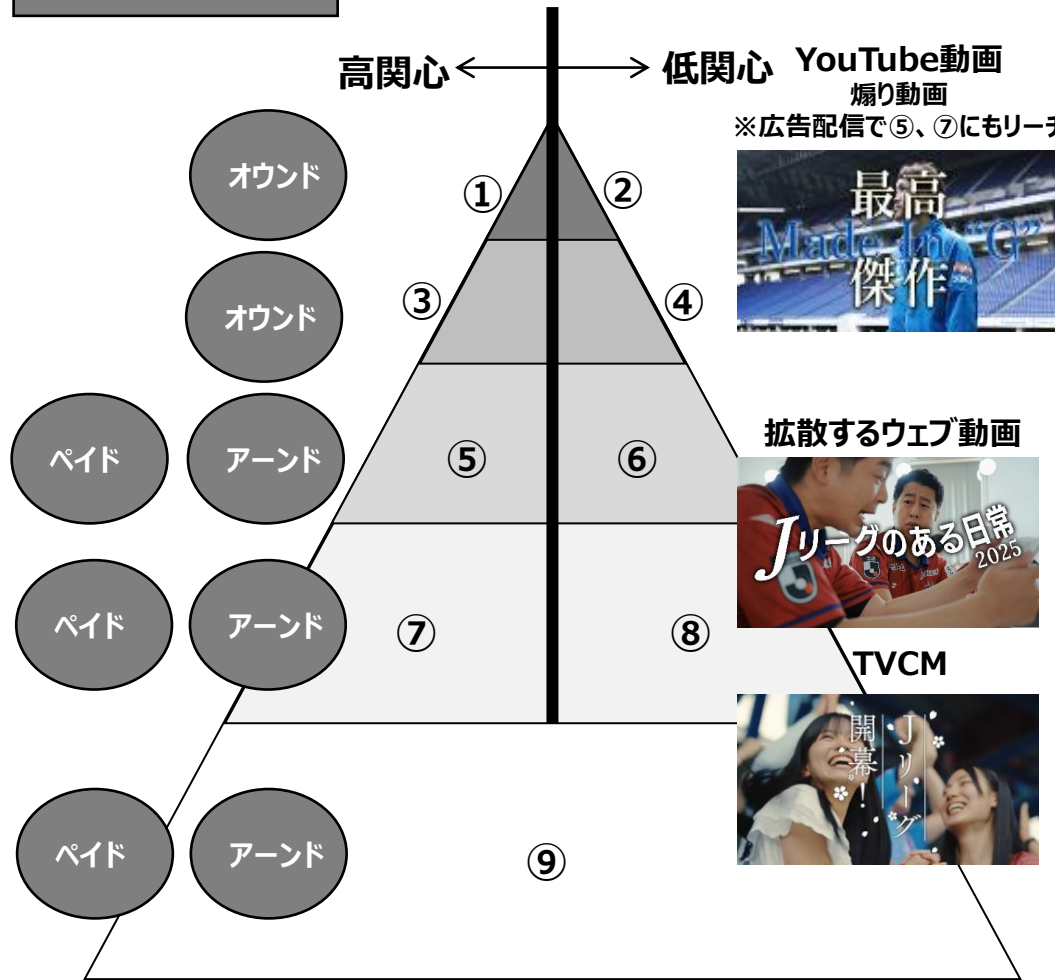 高関心
低関心
YouTube動画
煽り動画
※広告配信で⑤、⑦にもリーチ
オウンド
①
②
最高
Made In "G"
傑作
オウンド
③
④
拡散するウェブ動画
ペイド
アーンド
⑤
⑥
Jリーグのある日常
2025
ペイド
アーンド
⑦
⑧
TVCM
Jリーグ
開幕!
ペイド
アーンド
⑨